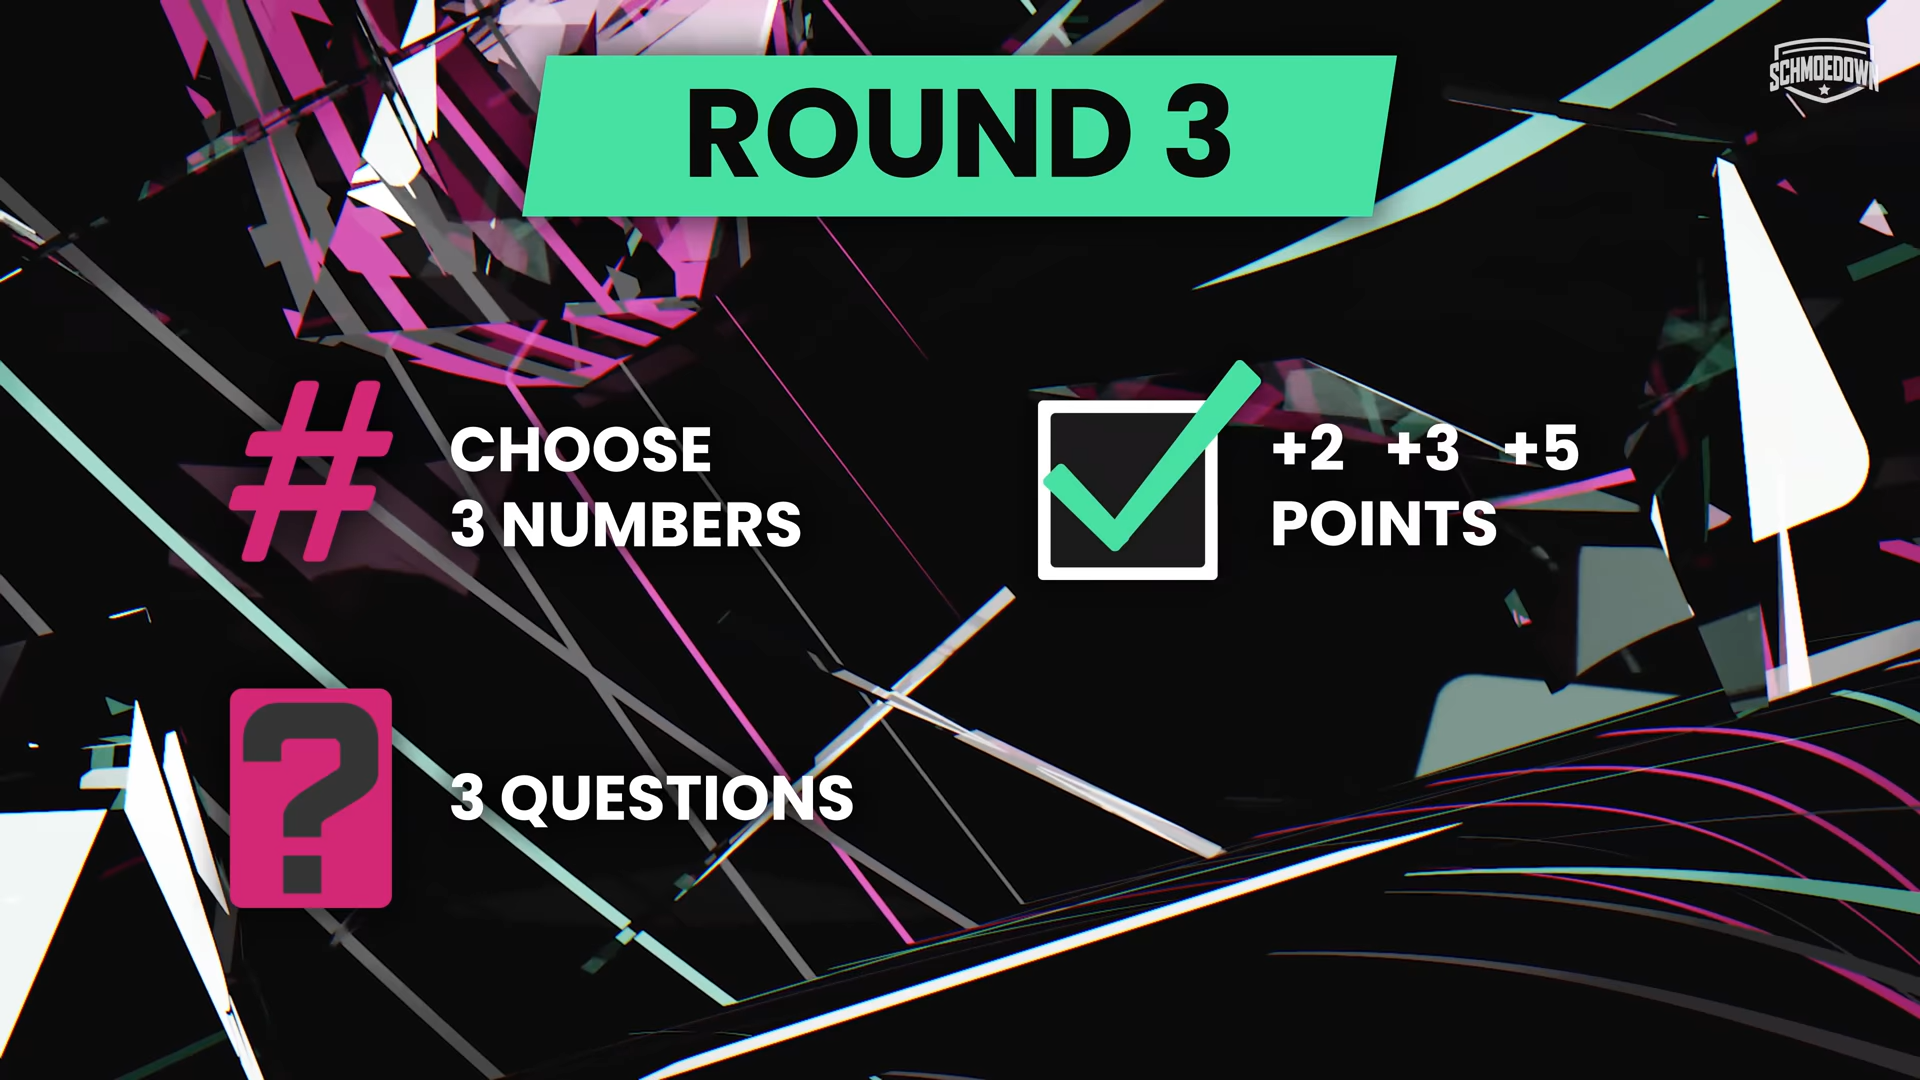 ROUND 3
SCHMOEDOWN
#
CHOOSE
3 NUMBERS
+2 +3 +5
POINTS
?
3 QUESTIONS